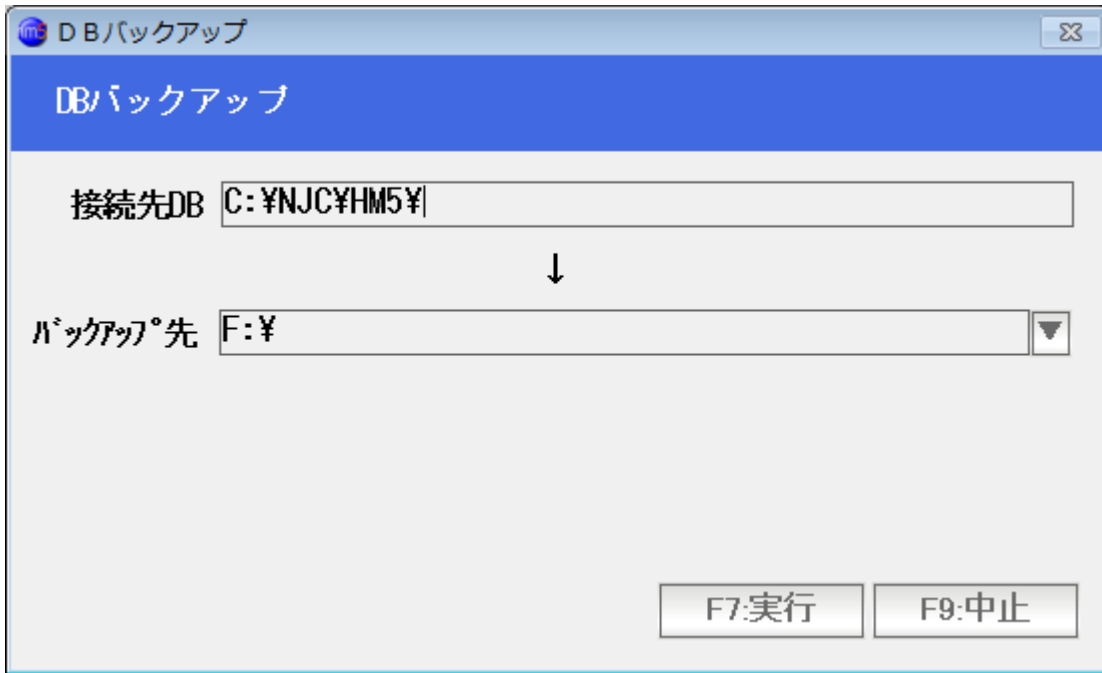 ＤＢバックアップ
DBバックアップ
接続先DB C:¥NJC¥HM5¥
↓
ﾊﾞｯｸｱｯﾌﾟ先 F:¥
F7:実行 F9:中止